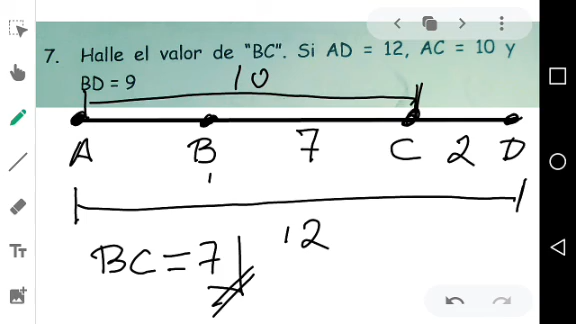 7. Halle el valor de "BC". Si AD = 12, AC = 10 y
BD = 9
10
A B 7 C 2 D
12
BC = 7
Tт